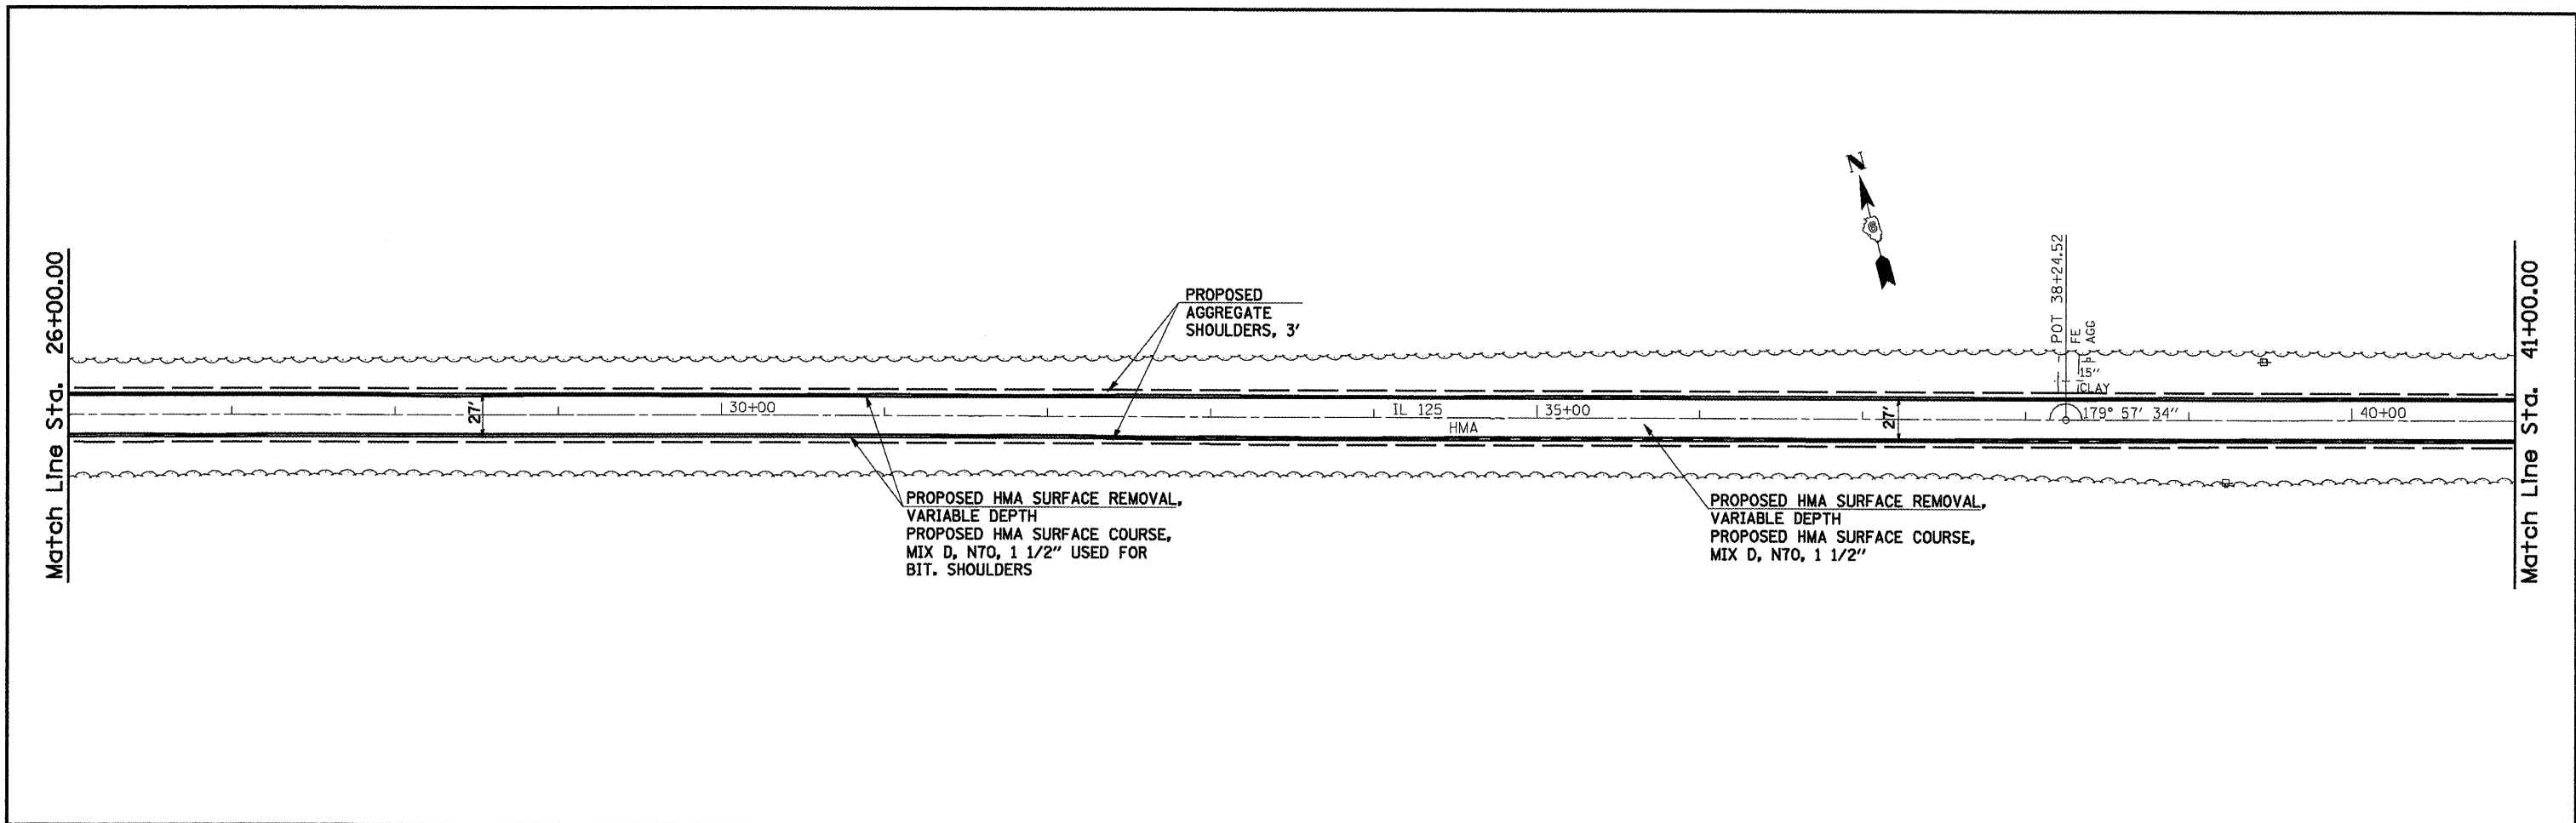 Match Line Sta. 26+00.00
27'
30+00
PROPOSED
AGGREGATE
SHOULDERS, 3'
PROPOSED HMA SURFACE REMOVAL,
VARIABLE DEPTH
PROPOSED HMA SURFACE COURSE,
MIX D, N70, 1 1/2" USED FOR
BIT. SHOULDERS
IL 125
HMA
35+00
N
6
PROPOSED HMA SURFACE REMOVAL,
VARIABLE DEPTH
PROPOSED HMA SURFACE COURSE,
MIX D, N70, 1 1/2"
27'
POT 38+24.52
FE
AGG
P
15"
CLAY
179° 57' 34"
40+00
Match Line Sta. 41+00.00